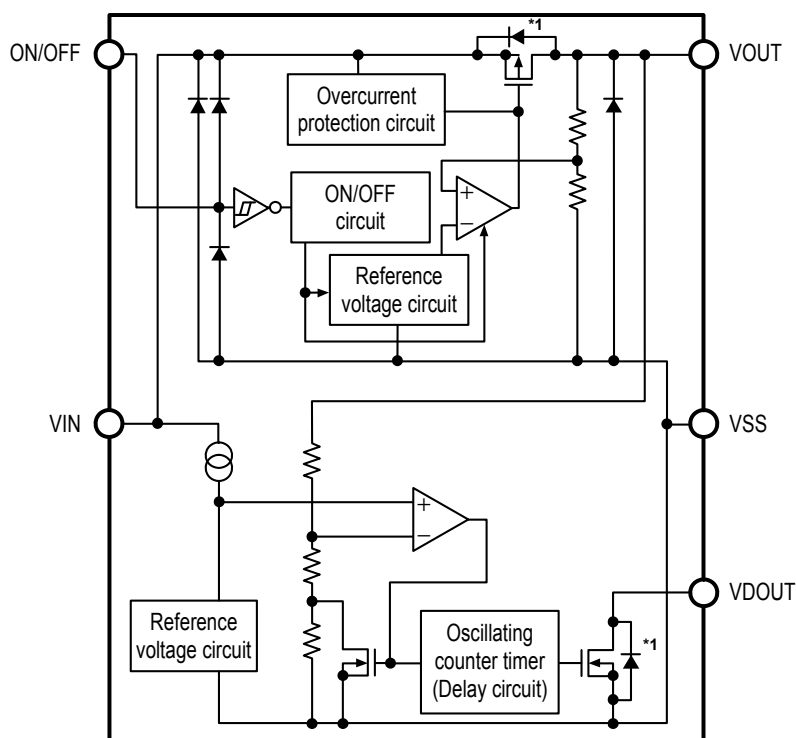 ON/OFF
*1
VOUT
Overcurrent
protection circuit
ON/OFF
circuit
+
−
Reference
voltage circuit
VIN
VSS
+
−
VDOUT
Reference
voltage circuit
Oscillating
counter timer
(Delay circuit)
*1